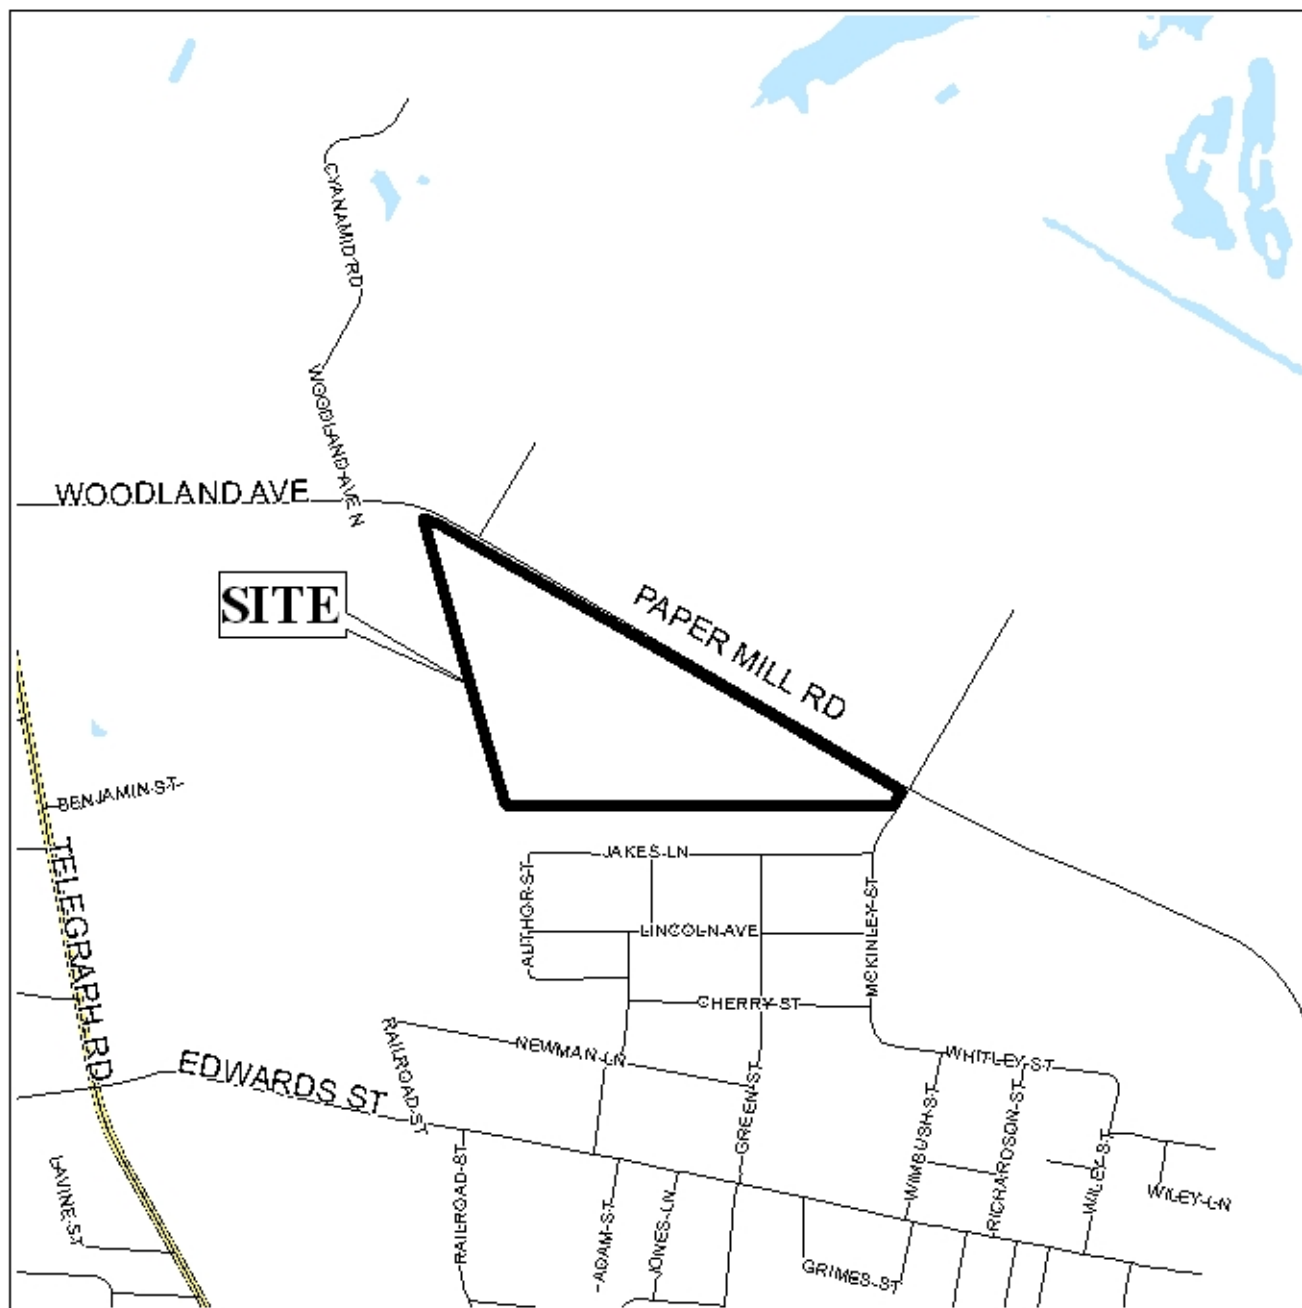 CYANAMID RD
WOODLAND AVE N
WOODLAND AVE
SITE
PAPER MILL RD
BENJAMIN ST
TELEGRAPH RD
JAKES LN
AUTHOR ST
LINCOLN AVE
MCKINLEY ST
CHERRY ST
RAILROAD ST
NEWMAN LN
WHITLEY ST
EDWARDS ST
GREEN ST
WIMBUSH ST
RICHARDSON ST
WILEY ST
WILEY LN
LAVINE ST
RAILROAD ST
ADAM ST
JONES LN
GRIMES ST